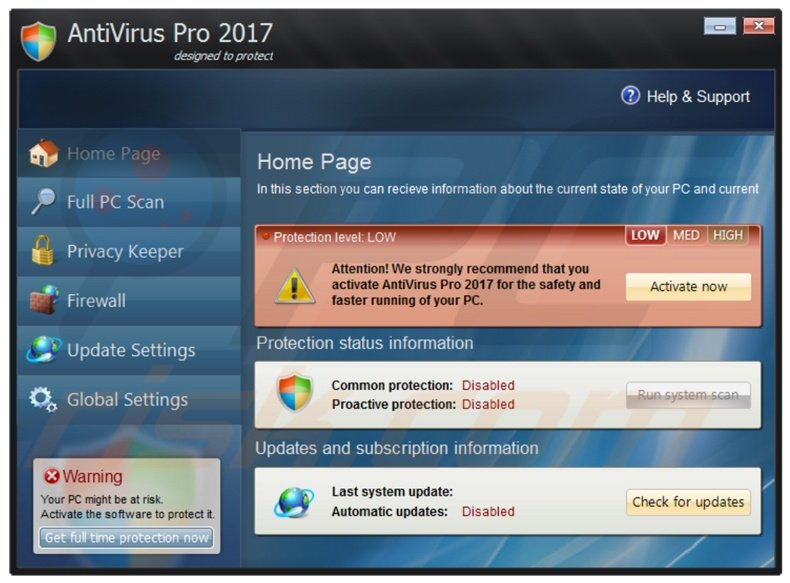 AntiVirus Pro 2017
designed to protect
Help & Support
Home Page
Full PC Scan
Privacy Keeper
Firewall
Update Settings
Global Settings
Warning
Your PC might be at risk.
Activate the software to protect it.
Get full time protection now
Home Page
In this section you can recieve information about the current state of your PC and current
Protection level: LOW
LOW MED HIGH
Attention! We strongly recommend that you
activate AntiVirus Pro 2017 for the safety and
faster running of your PC.
Activate now
Protection status information
Common protection: Disabled
Proactive protection: Disabled
Run system scan
Updates and subscription information
Last system update:
Automatic updates: Disabled
Check for updates
PC
risk.com